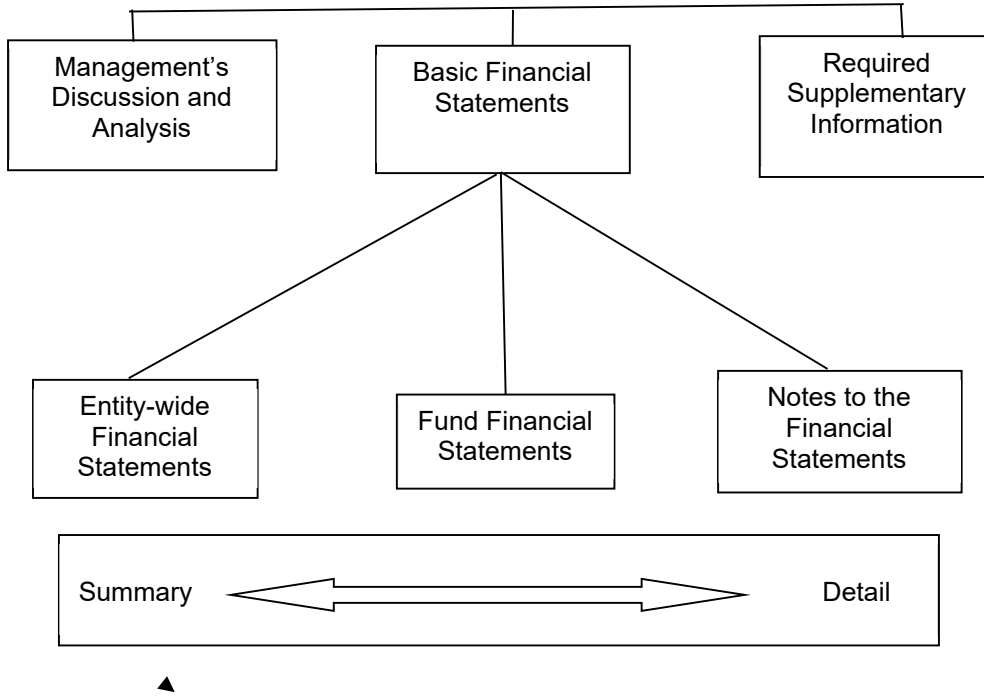 Management’s
Discussion and
Analysis
Basic Financial
Statements
Required
Supplementary
Information
Entity-wide
Financial
Statements
Fund Financial
Statements
Notes to the
Financial
Statements
Summary
Detail